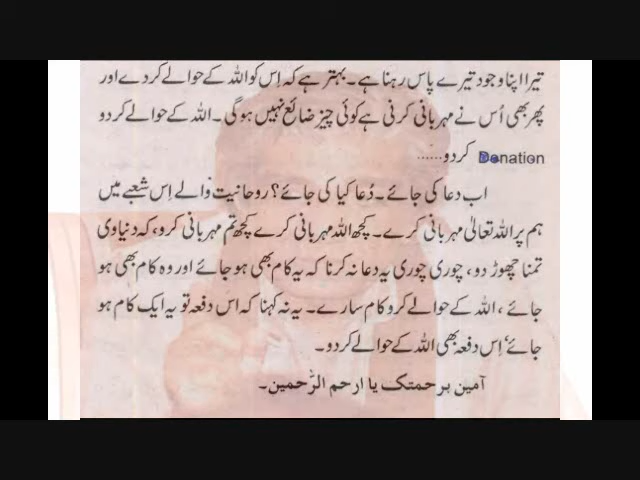 تیرا اپنا وجود تیرے پاس رہنا ہے۔ بہتر ہے کہ اِس کو اللہ کے حوالے کر دے اور
پھر بھی اُس نے مہربانی کرنی ہے کوئی چیز ضائع نہیں ہوگی۔ اللہ کے حوالے کر دو
Donation کر دو......
اب دعا کی جائے۔ دُعا کیا کی جائے؟ روحانیت والے اِس شعبے میں
ہم پر اللہ تعالیٰ مہربانی کرے۔ کچھ اللہ مہربانی کرے کچھ تم مہربانی کرو، کہ دنیاوی
تمنا چھوڑ دو، چوری چوری یہ دعا نہ کرنا کہ یہ کام بھی ہو جائے اور وہ کام بھی ہو
جائے، اللہ کے حوالے کرو کام سارے۔ یہ نہ کہنا کہ اس دفعہ تو یہ ایک کام ہو
جائے' اِس دفعہ بھی اللہ کے حوالے کر دو۔
آمین برحمتک یا ارحم الرّحمین۔